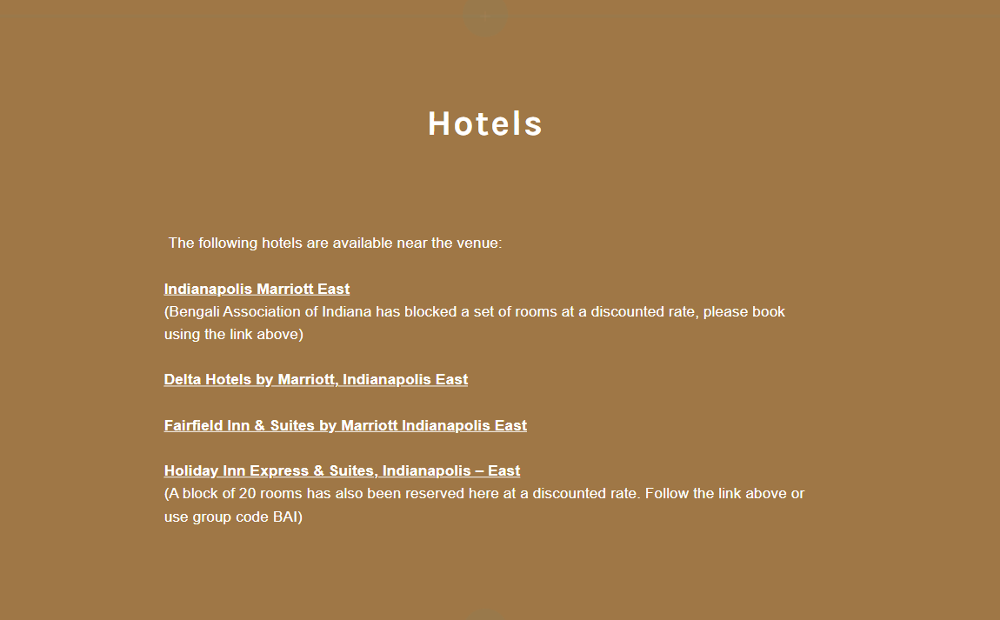 Hotels
The following hotels are available near the venue:
Indianapolis Marriott East
(Bengali Association of Indiana has blocked a set of rooms at a discounted rate, please book
using the link above)
Delta Hotels by Marriott, Indianapolis East
Fairfield Inn & Suites by Marriott Indianapolis East
Holiday Inn Express & Suites, Indianapolis – East
(A block of 20 rooms has also been reserved here at a discounted rate. Follow the link above or
use group code BAI)